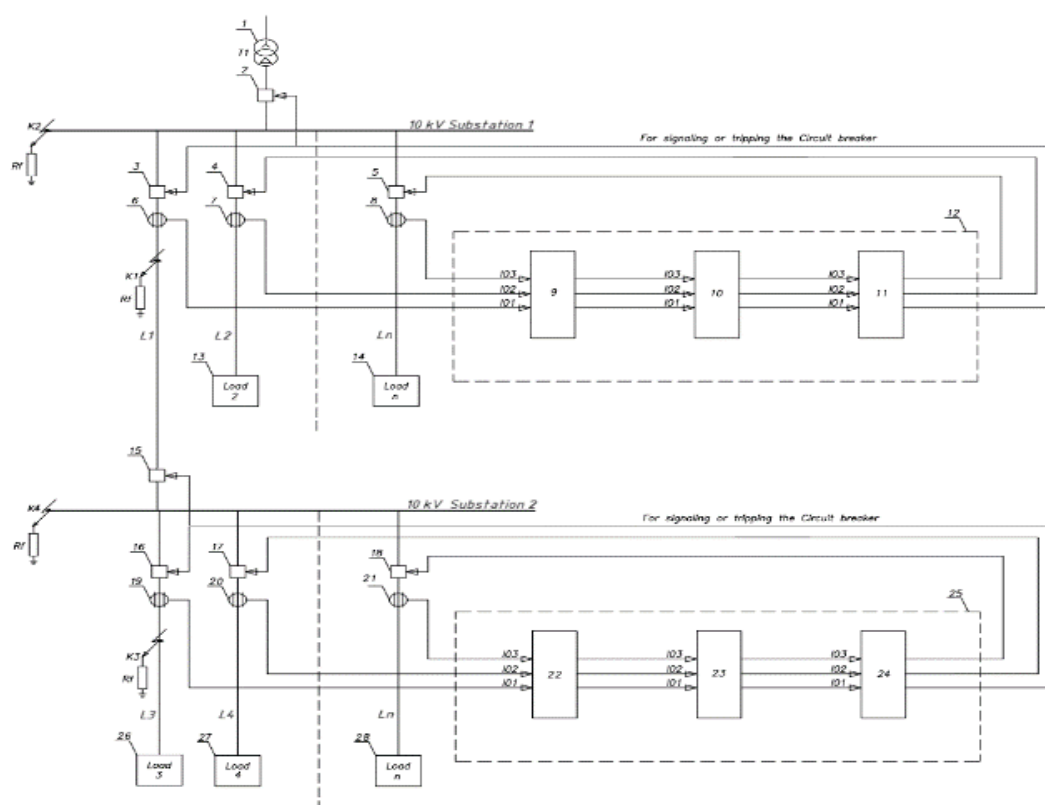 1
T1
2
K2
10 kV Substation 1
For signaling or tripping the Circuit breaker
Rf
3
4
5
6
7
8
12
K1
Rf
I03
I02
I01
9
I03
I02
I01
10
I03
I02
I01
11
L1
L2
Ln
13
Load
2
14
Load
n
15
K4
10 kV Substation 2
For signaling or tripping the Circuit breaker
Rf
16
17
18
19
20
21
25
K3
Rf
I03
I02
I01
22
I03
I02
I01
23
I03
I02
I01
24
L3
L4
Ln
26
Load
3
27
Load
4
28
Load
n